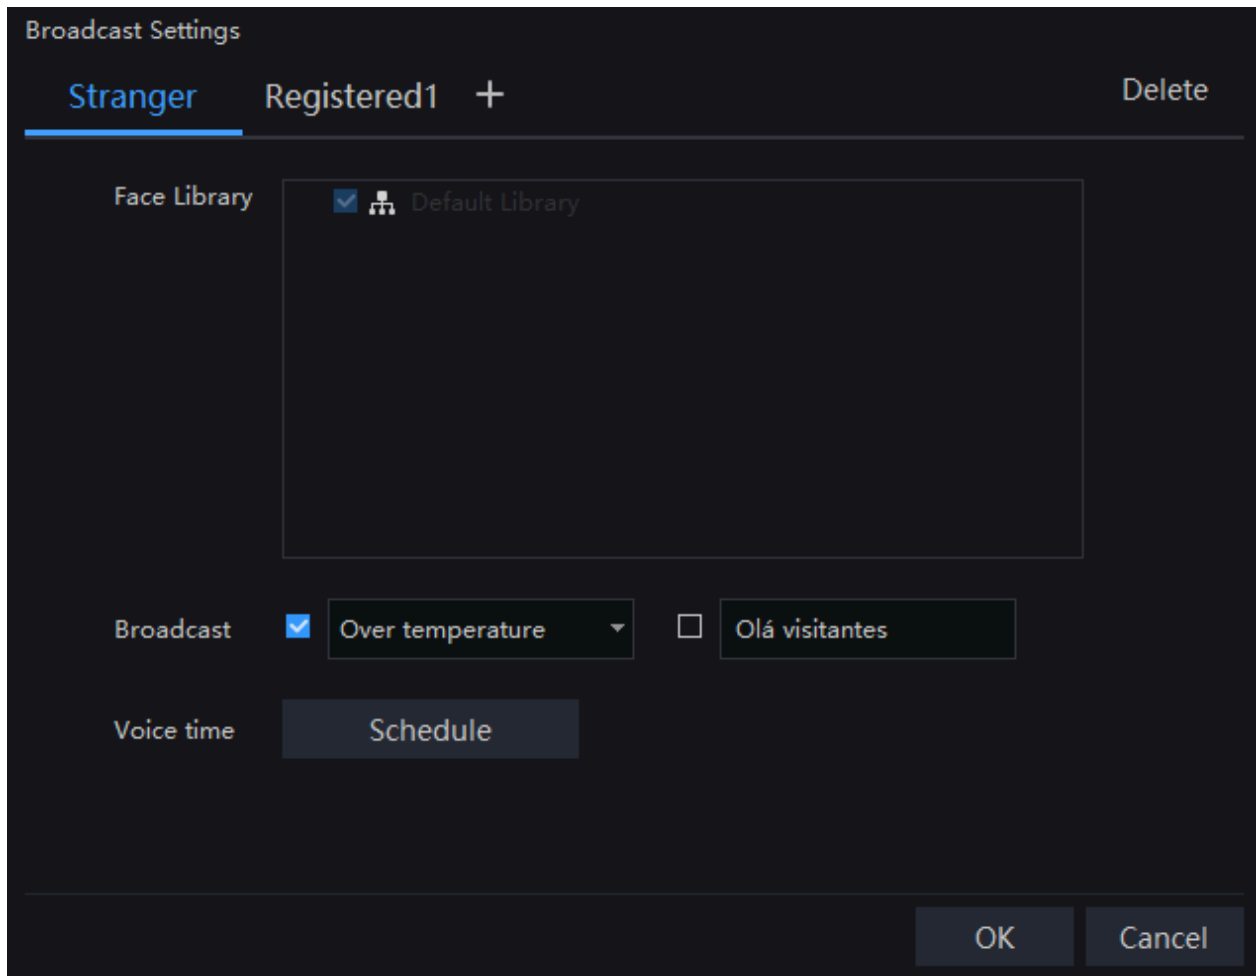 Broadcast Settings
Stranger Registered1 + Delete
Face Library Default Library
Broadcast Over temperature Olá visitantes
Voice time Schedule
OK Cancel